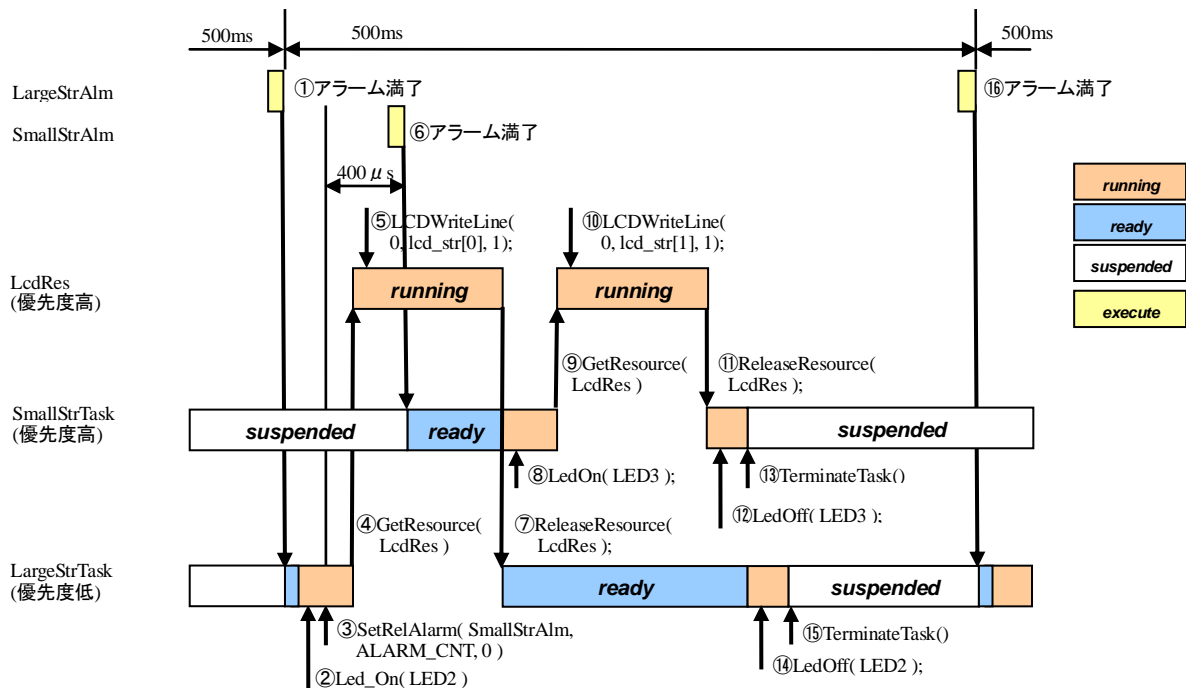 500ms
500ms
500ms
LargeStrAlm
①アラーム満了
⑯アラーム満了
SmallStrAlm
⑥アラーム満了
400μs
⑤LCDWriteLine(
0, lcd_str[0], 1);
⑩LCDWriteLine(
0, lcd_str[1], 1);
running
ready
suspended
execute
LcdRes
(優先度高)
running
running
⑨GetResource(
LcdRes )
⑪ReleaseResource(
LcdRes );
SmallStrTask
(優先度高)
suspended
ready
suspended
⑧LedOn( LED3 );
⑬TerminateTask()
⑫LedOff( LED3 );
④GetResource(
LcdRes )
⑦ReleaseResource(
LcdRes );
LargeStrTask
(優先度低)
ready
suspended
③SetRelAlarm( SmallStrAlm,
ALARM_CNT, 0 )
②Led_On( LED2 )
⑮TerminateTask()
⑭LedOff( LED2 );